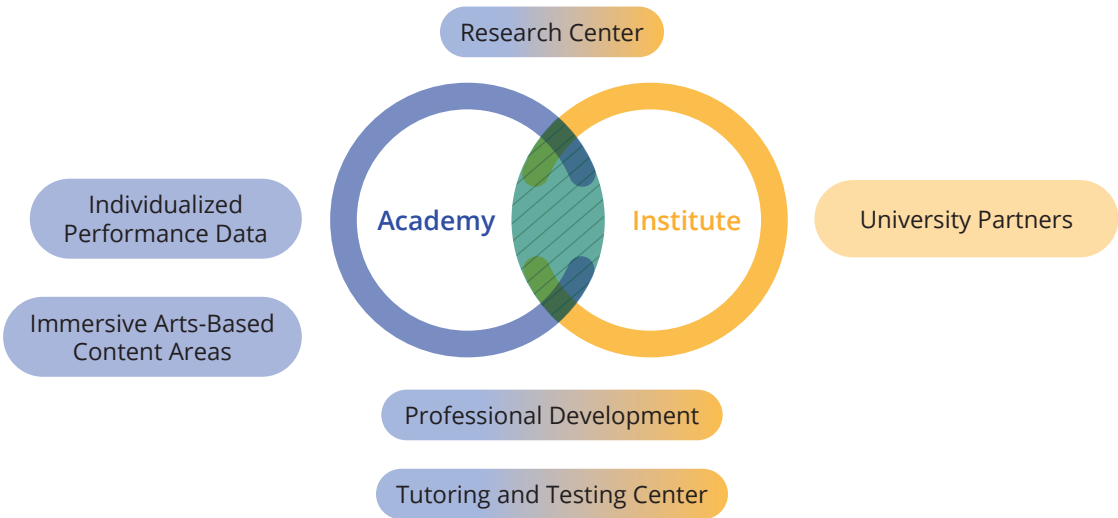 Research Center
Individualized
Performance Data
Academy
Institute
University Partners
Immersive Arts-Based
Content Areas
Professional Development
Tutoring and Testing Center